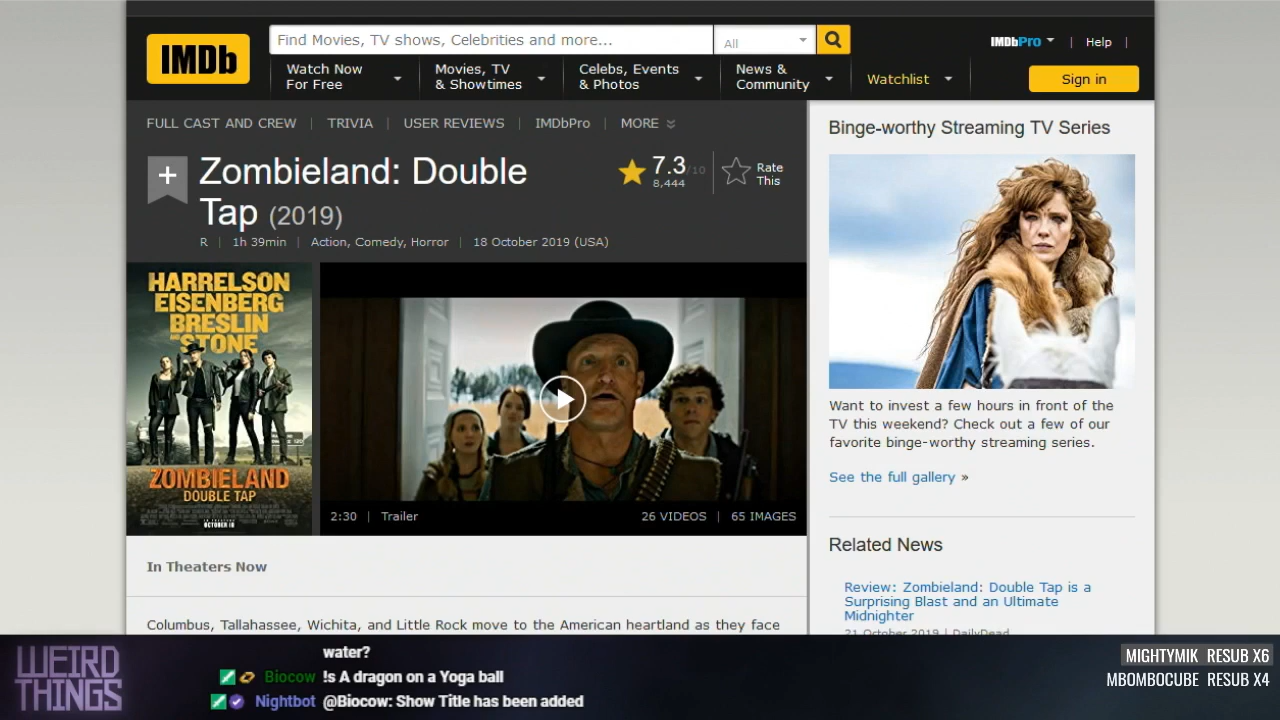 IMDb
Find Movies, TV shows, Celebrities and more...
All
IMDbPro
|
Help
|
Watch Now
For Free
Movies, TV
& Showtimes
Celebs, Events
& Photos
News &
Community
Watchlist
Sign in
FULL CAST AND CREW | TRIVIA | USER REVIEWS | IMDbPro | MORE
+
Zombieland: Double
Tap (2019)
7.3/10
8,444
Rate
This
R | 1h 39min | Action, Comedy, Horror | 18 October 2019 (USA)
HARRELSON
EISENBERG
BRESLIN
AND STONE
ZOMBIELAND
DOUBLE TAP
OCTOBER 18
2:30 | Trailer
26 VIDEOS | 65 IMAGES
In Theaters Now
Columbus, Tallahassee, Wichita, and Little Rock move to the American heartland as they face
Binge-worthy Streaming TV Series
Want to invest a few hours in front of the
TV this weekend? Check out a few of our
favorite binge-worthy streaming series.
See the full gallery »
Related News
Review: Zombieland: Double Tap is a
Surprising Blast and an Ultimate
Midnighter
21 October 2019 | DailyDead
WEIRD
THINGS
water?
Biocow !s A dragon on a Yoga ball
Nightbot @Biocow: Show Title has been added
MIGHTYMIK RESUB X6
MBOMBOCUBE RESUB X4